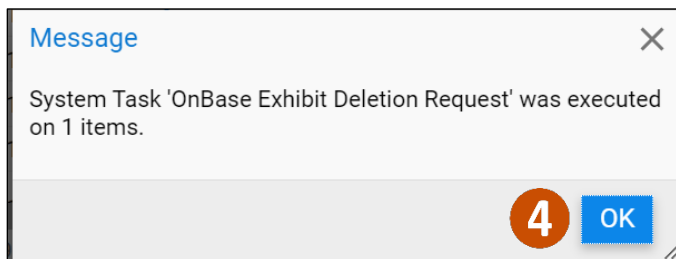 Message
System Task 'OnBase Exhibit Deletion Request' was executed
on 1 items.
4 OK